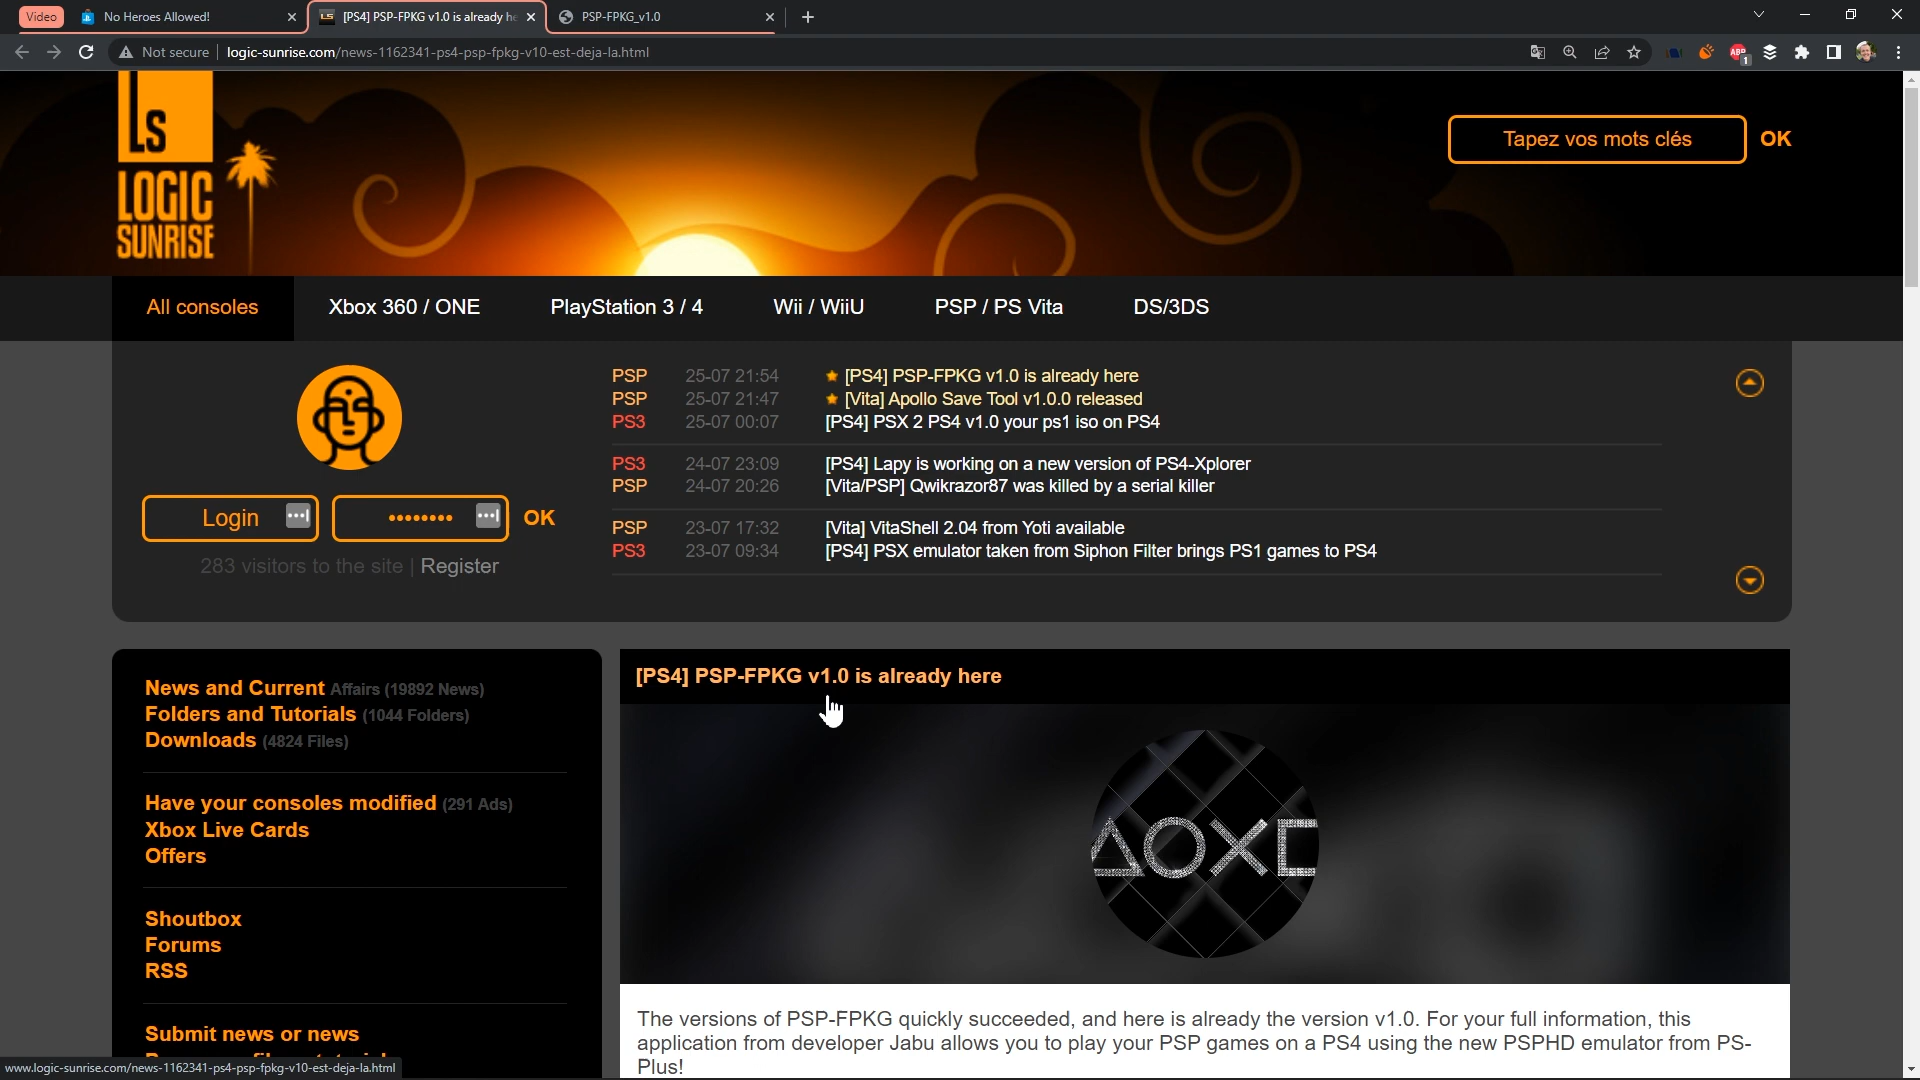 Video
No Heroes Allowed!
[PS4] PSP-FPKG v1.0 is already he
PSP-FPKG_v1.0
Not secure
logic-sunrise.com/news-1162341-ps4-psp-fpkg-v10-est-deja-la.html
ABP
1
LS
LOGIC
SUNRISE
Tapez vos mots clés
OK
All consoles
Xbox 360 / ONE
PlayStation 3 / 4
Wii / WiiU
PSP / PS Vita
DS/3DS
PSP 25-07 21:54 [PS4] PSP-FPKG v1.0 is already here
PSP 25-07 21:47 [Vita] Apollo Save Tool v1.0.0 released
PS3 25-07 00:07 [PS4] PSX 2 PS4 v1.0 your ps1 iso on PS4
PS3 24-07 23:09 [PS4] Lapy is working on a new version of PS4-Xplorer
PSP 24-07 20:26 [Vita/PSP] Qwikrazor87 was killed by a serial killer
PSP 23-07 17:32 [Vita] VitaShell 2.04 from Yoti available
PS3 23-07 09:34 [PS4] PSX emulator taken from Siphon Filter brings PS1 games to PS4
Login
••••••••
OK
283 visitors to the site | Register
News and Current Affairs (19892 News)
Folders and Tutorials (1044 Folders)
Downloads (4824 Files)
Have your consoles modified (291 Ads)
Xbox Live Cards
Offers
Shoutbox
Forums
RSS
Submit news or news
[PS4] PSP-FPKG v1.0 is already here
The versions of PSP-FPKG quickly succeeded, and here is already the version v1.0. For your full information, this
application from developer Jabu allows you to play your PSP games on a PS4 using the new PSPHD emulator from PS-
Plus!
www.logic-sunrise.com/news-1162341-ps4-psp-fpkg-v10-est-deja-la.html